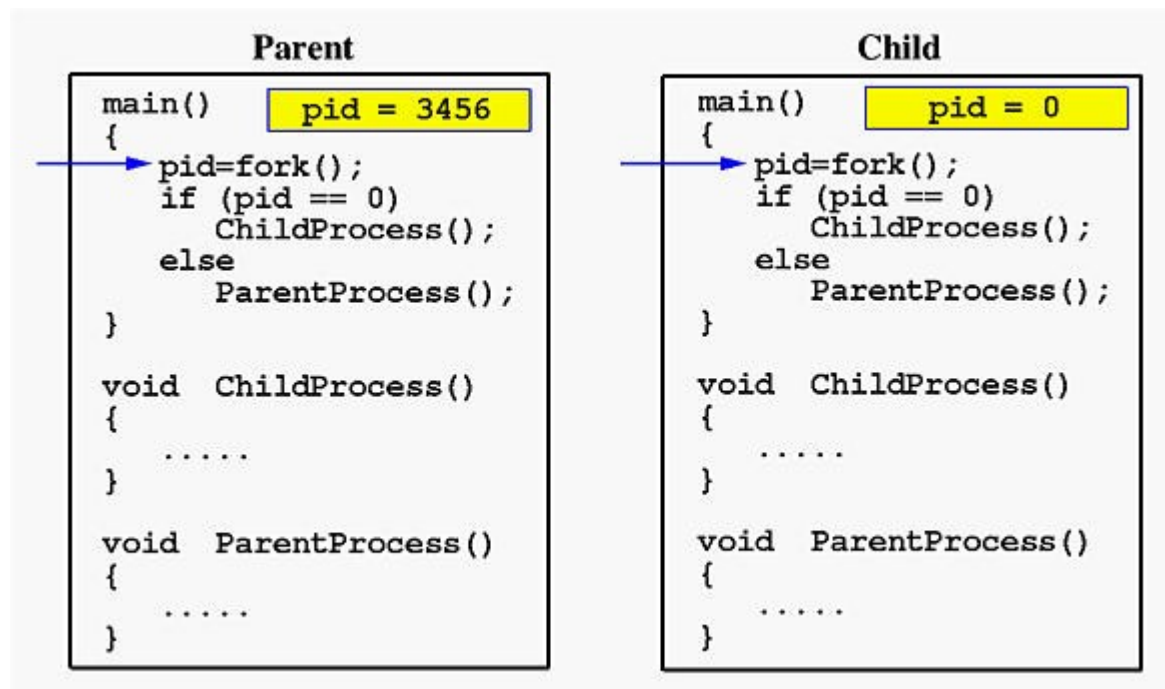 Parent
main()
pid = 3456
{
pid=fork();
if (pid == 0)
ChildProcess();
else
ParentProcess();
}
void ChildProcess()
{
.....
}
void ParentProcess()
{
.....
}
Child
main()
pid = 0
{
pid=fork();
if (pid == 0)
ChildProcess();
else
ParentProcess();
}
void ChildProcess()
{
.....
}
void ParentProcess()
{
.....
}